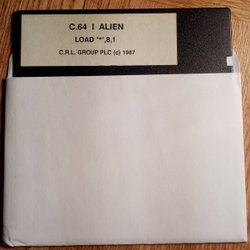 C.64 I ALIEN
LOAD "*",8,1
C.R.L. GROUP PLC (c) 1987